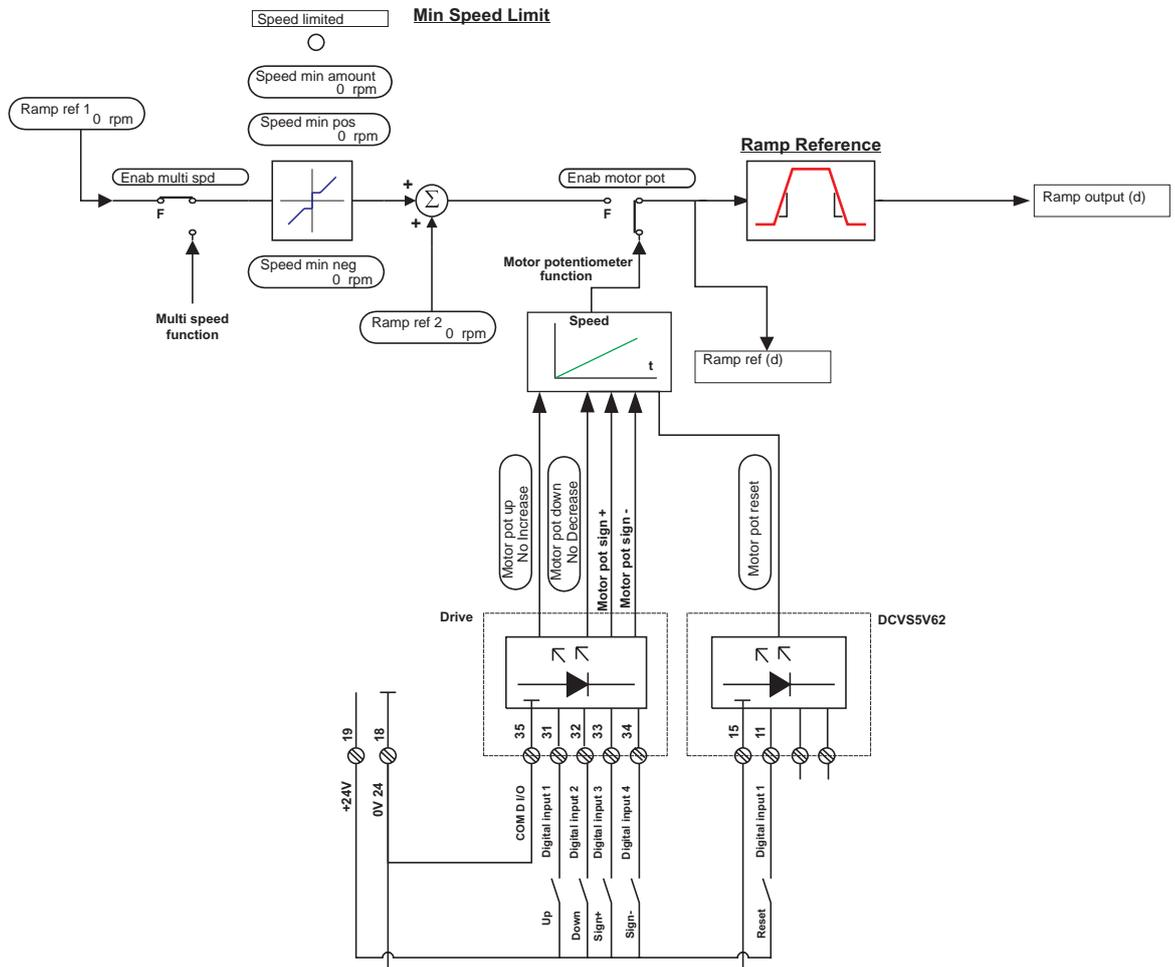 Speed limited
Min Speed Limit
Speed min amount
0 rpm
Ramp ref 1
0 rpm
Speed min pos
0 rpm
Ramp Reference
Enab multi spd
Enab motor pot
F
+
Σ
+
F
Ramp output (d)
Speed min neg
0 rpm
Motor potentiometer
function
Multi speed
function
Ramp ref 2
0 rpm
Speed
t
Ramp ref (d)
Motor pot up
No Increase
Motor pot down
No Decrease
Motor pot sign +
Motor pot sign -
Motor pot reset
Drive
DCVS5V62
19
18
35
31
32
33
34
15
11
+24V
0V 24
COM D I/O
Digital input 1
Digital input 2
Digital input 3
Digital input 4
Digital input 1
Up
Down
Sign+
Sign-
Reset